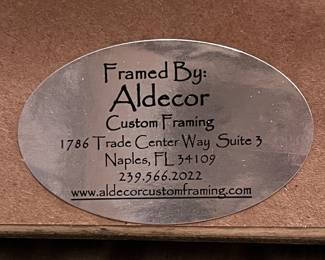 Framed By:
Aldecor
Custom Framing
1786 Trade Center Way Suite 3
Naples, FL 34109
239.566.2022
www.aldecorcustomframing.com